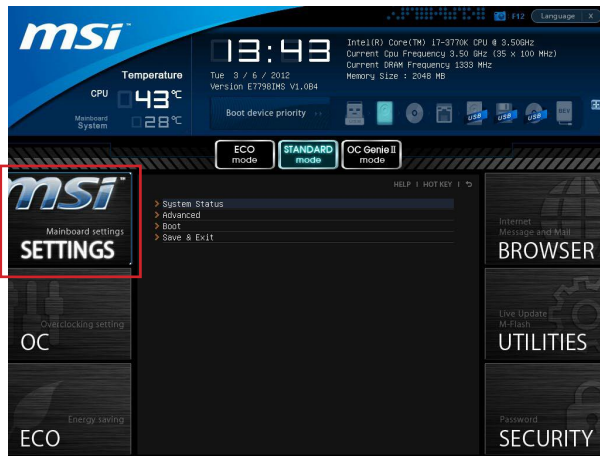 msi™
F12 Language X
Temperature
CPU 43℃
Mainboard
System 28℃
13:43
Tue 3 / 6 / 2012
Version E7798IMS V1.0B4
Intel(R) Core(TM) i7-3770K CPU @ 3.50GHz
Current Cpu Frequency 3.50 GHz (35 x 100 MHz)
Current DRAM Frequency 1333 MHz
Memory Size : 2048 MB
Boot device priority
USB USB USB DEV
ECO
mode
STANDARD
mode
OC Genie II
mode
HELP | HOTKEY |
msi™
Mainboard settings
SETTINGS
Overclocking setting
OC
Energy saving
ECO
> System Status
> Advanced
> Boot
> Save & Exit
Internet
Message and Mail
BROWSER
Live Update
M-Flash
UTILITIES
Password
SECURITY